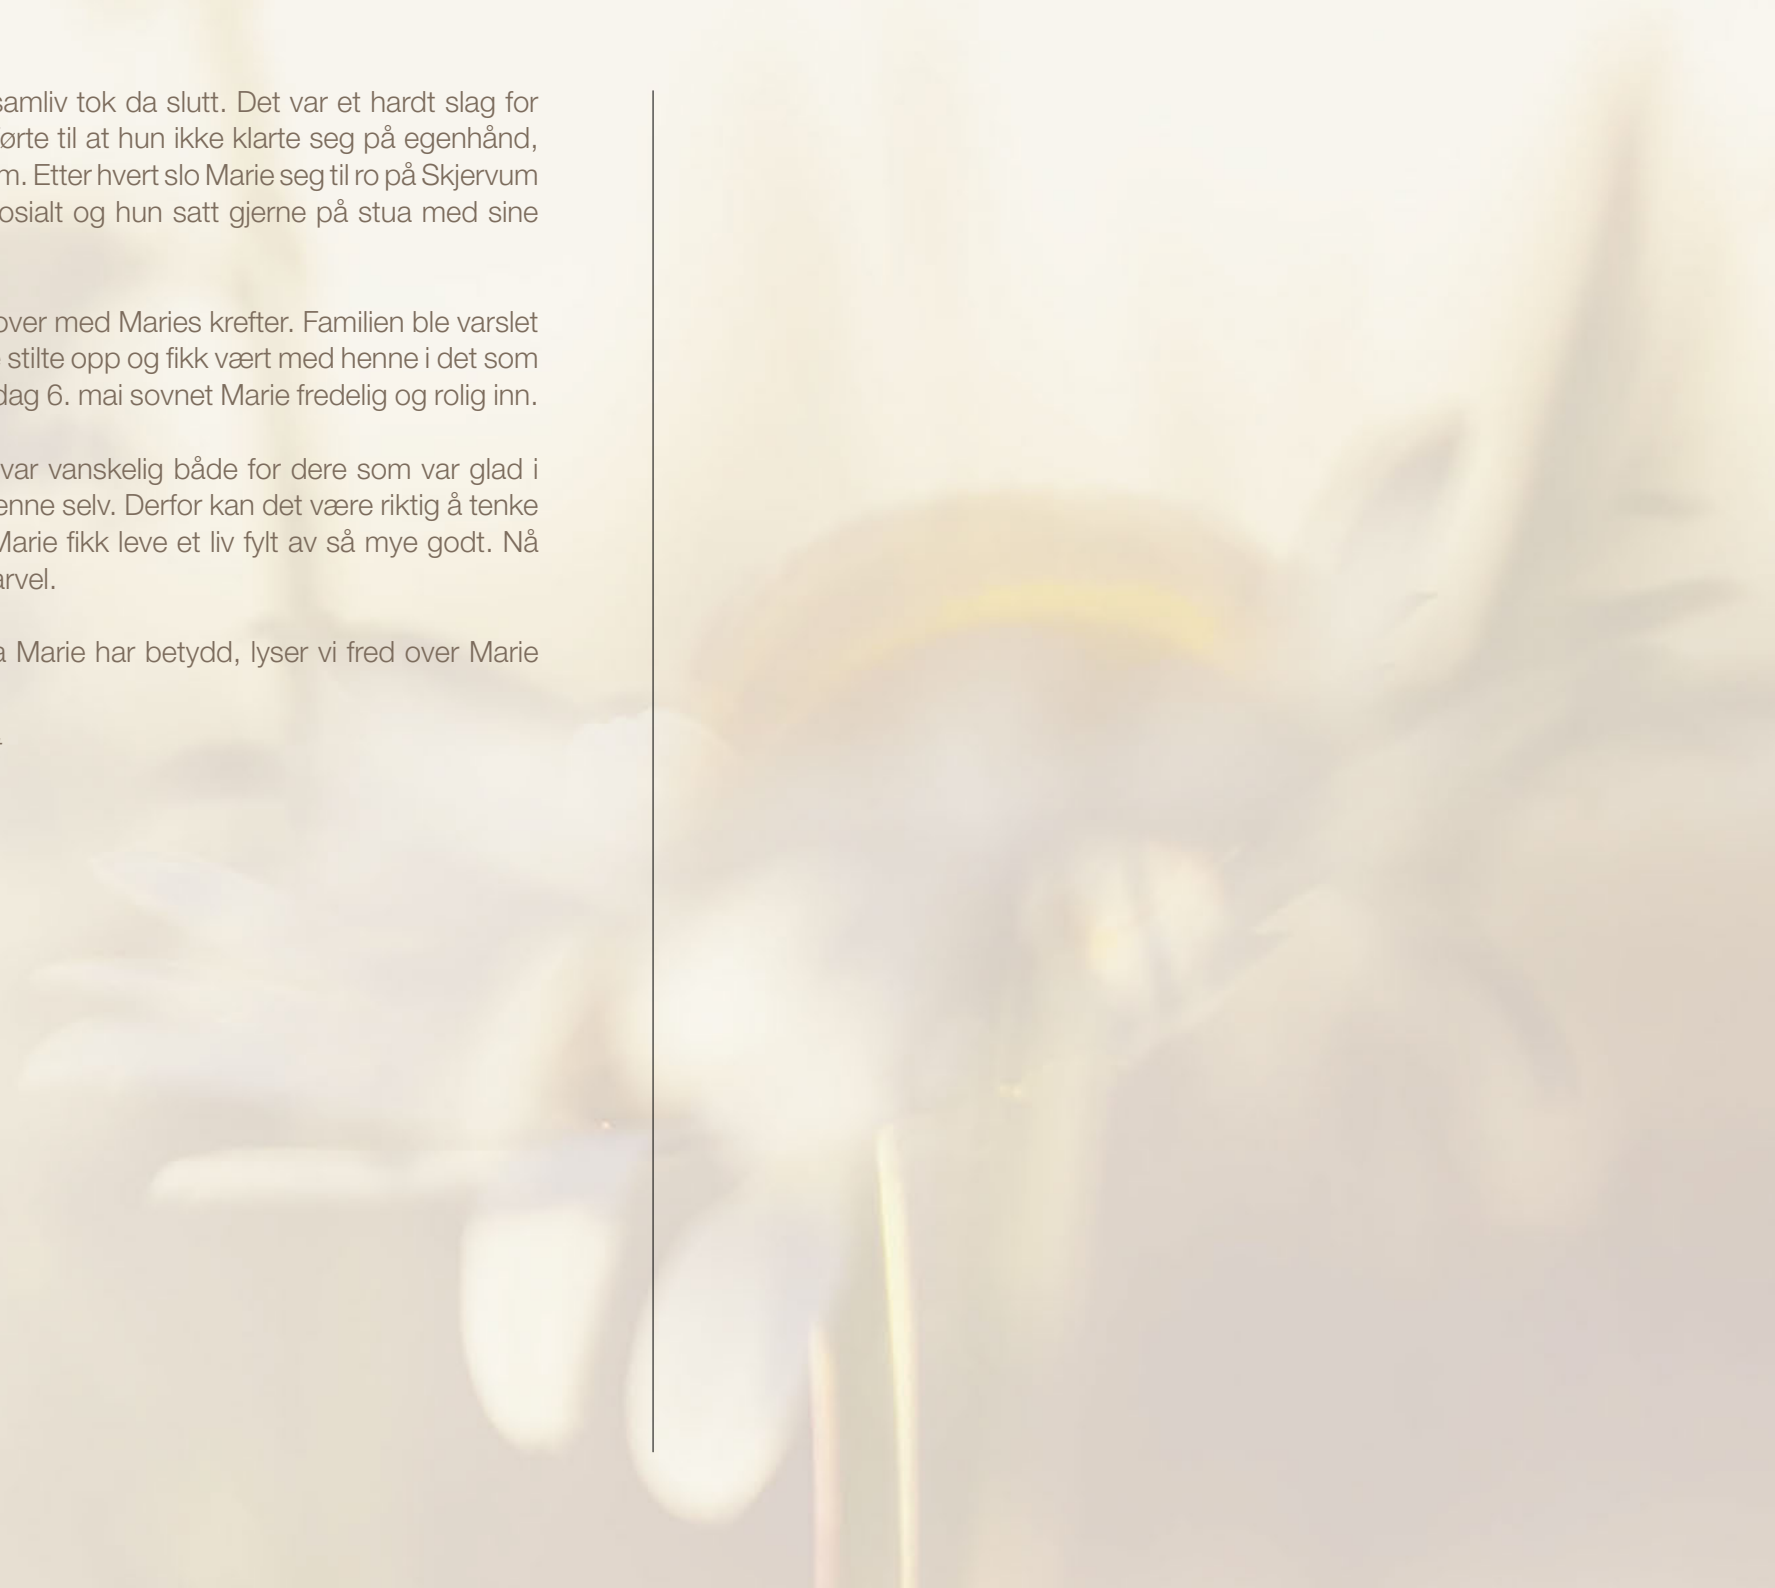 samliv tok da slutt. Det var et hardt slag for
ørte til at hun ikke klarte seg på egenhånd,
m. Etter hvert slo Marie seg til ro på Skjervum
osialt og hun satt gjerne på stua med sine
over med Maries krefter. Familien ble varslet
stilte opp og fikk vært med henne i det som
dag 6. mai sovnet Marie fredelig og rolig inn.
var vanskelig både for dere som var glad i
enne selv. Derfor kan det være riktig å tenke
Marie fikk leve et liv fylt av så mye godt. Nå
arvel.
a Marie har betydd, lyser vi fred over Marie